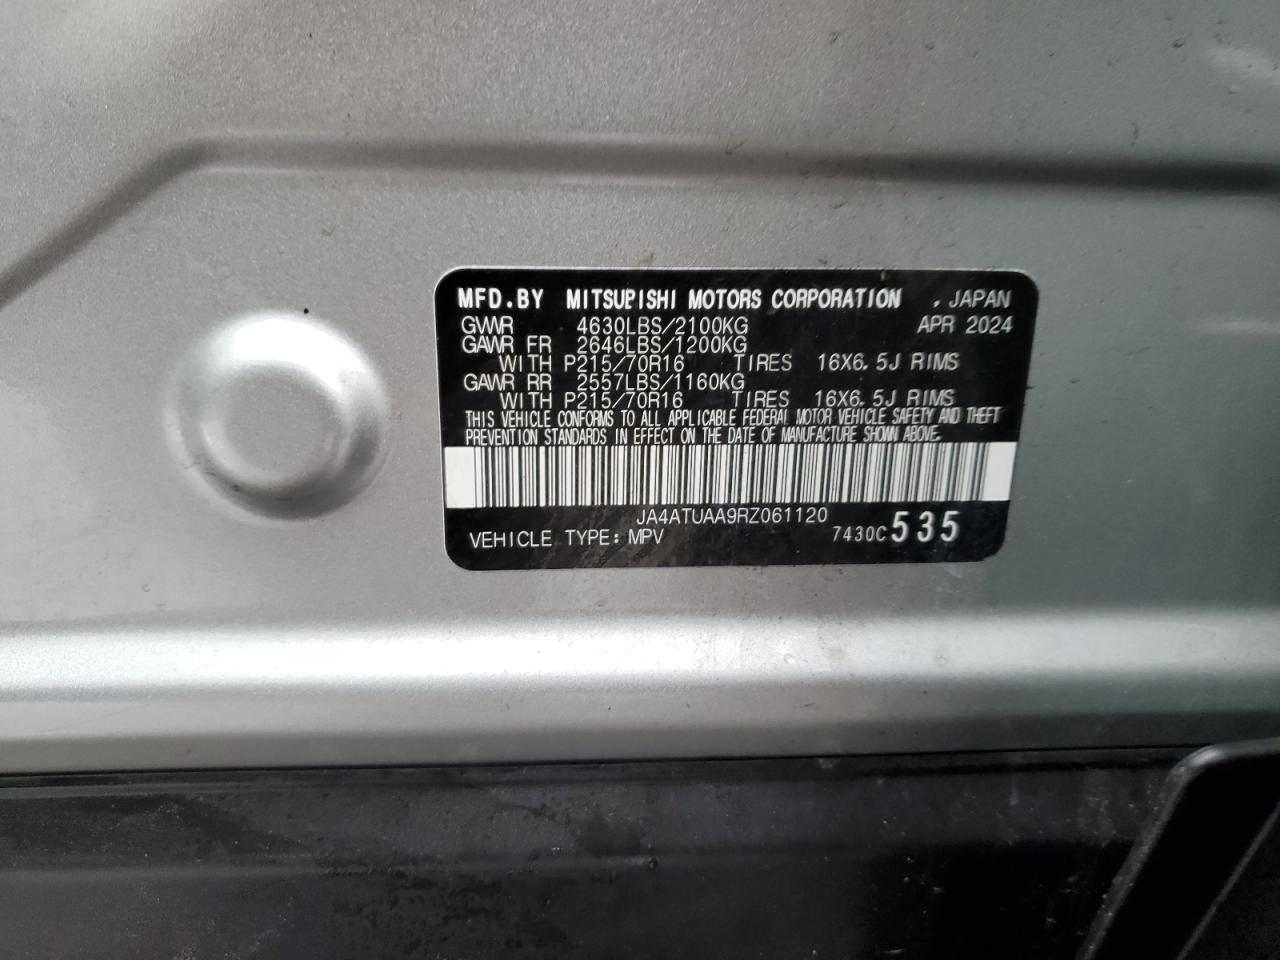 MFD.BY MITSUBISHI MOTORS CORPORATION , JAPAN
GVWR 4630LBS/2100KG APR 2024
GAWR FR 2646LBS/1200KG
WITH P215/70R16 TIRES 16X6.5J RIMS
GAWR RR 2557LBS/1160KG
WITH P215/70R16 TIRES 16X6.5J RIMS
THIS VEHICLE CONFORMS TO ALL APPLICABLE FEDERAL MOTOR VEHICLE SAFETY AND THEFT
PREVENTION STANDARDS IN EFFECT ON THE DATE OF MANUFACTURE SHOWN ABOVE.
JA4ATUAA9RZ061120
VEHICLE TYPE: MPV 7430C 535